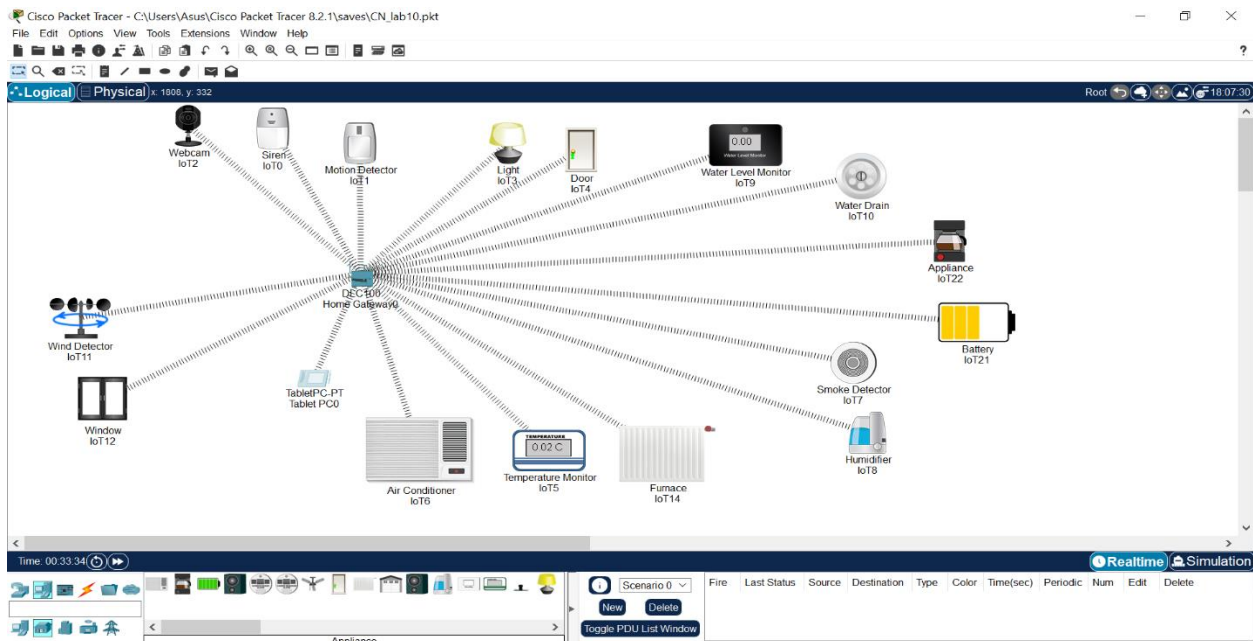 Cisco Packet Tracer - C:\Users\Asus\Cisco Packet Tracer 8.2.1\saves\CN_lab10.pkt
File Edit Options View Tools Extensions Window Help
?
Logical Physical x: 1808, y: 332
Root 18:07:30
Webcam
IoT2
Siren
IoT0
Motion Detector
IoT1
Light
IoT3
Door
IoT4
0.00
Water Level Monitor
Water Level Monitor
IoT9
Water Drain
IoT10
Appliance
IoT22
DLC100
Home Gateway0
Wind Detector
IoT11
Battery
IoT21
Window
IoT12
TabletPC-PT
Tablet PC0
Smoke Detector
IoT7
Air Conditioner
IoT6
TEMPERATURE
0.02 C
Temperature Monitor
IoT5
Furnace
IoT14
Humidifier
IoT8
Time: 00:33:34
Realtime Simulation
Scenario 0
New Delete
Toggle PDU List Window
Fire Last Status Source Destination Type Color Time(sec) Periodic Num Edit Delete
Appliance